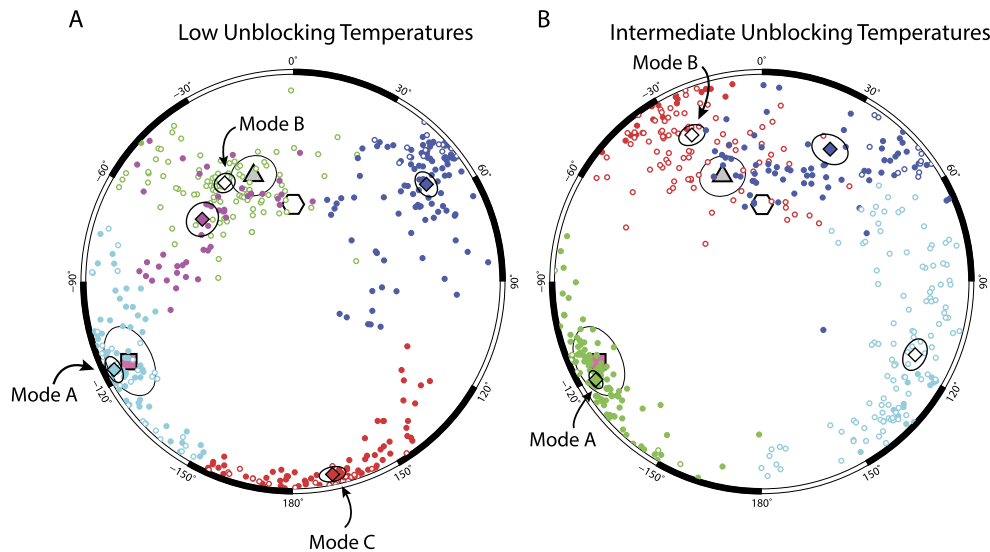 A
Low Unblocking Temperatures
0°
30°
60°
90°
120°
150°
180°
−150°
−120°
−90°
−60°
−30°
Mode B
Mode A
Mode C
B
Intermediate Unblocking Temperatures
0°
30°
60°
90°
120°
150°
180°
−150°
−120°
−90°
−60°
−30°
Mode B
Mode A